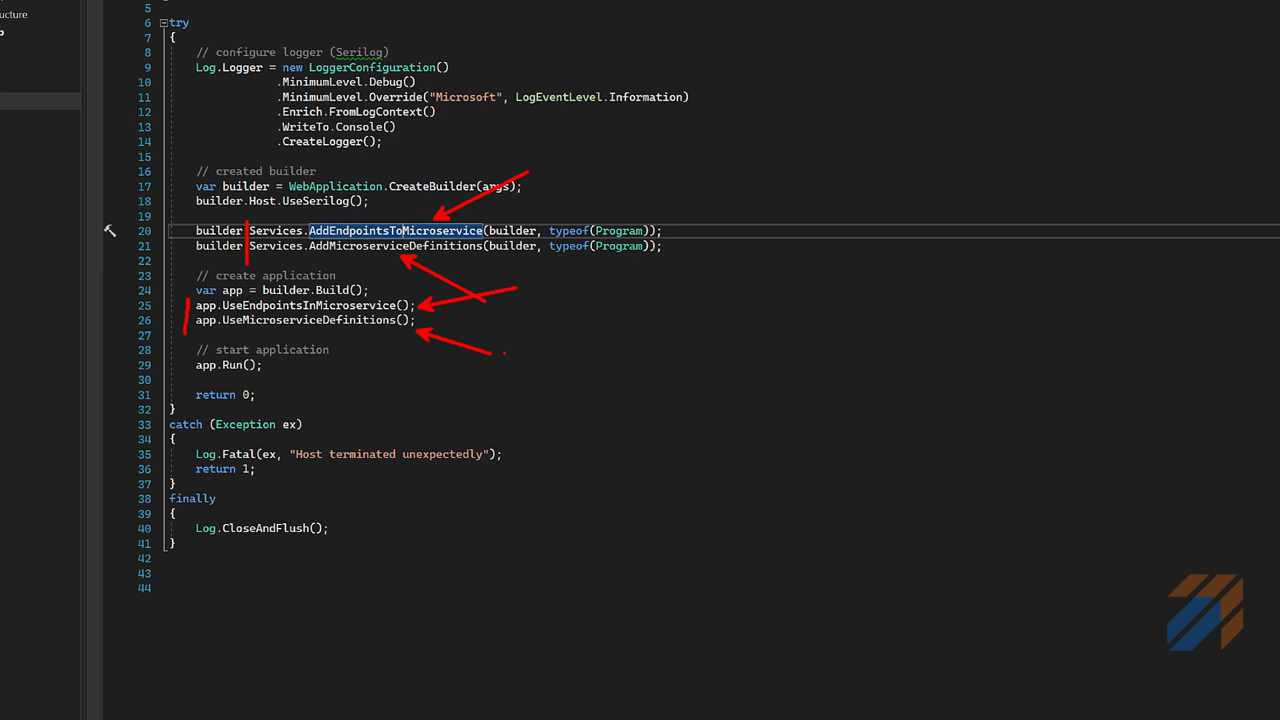 ructure
5
6 try
7 {
8 // configure logger (Serilog)
9 Log.Logger = new LoggerConfiguration()
10 .MinimumLevel.Debug()
11 .MinimumLevel.Override("Microsoft", LogEventLevel.Information)
12 .Enrich.FromLogContext()
13 .WriteTo.Console()
14 .CreateLogger();
15
16 // created builder
17 var builder = WebApplication.CreateBuilder(args);
18 builder.Host.UseSerilog();
19
20 builder Services.AddEndpointsToMicroservice(builder, typeof(Program));
21 builder Services.AddMicroserviceDefinitions(builder, typeof(Program));
22
23 // create application
24 var app = builder.Build();
25 app.UseEndpointsInMicroservice();
26 app.UseMicroserviceDefinitions();
27
28 // start application
29 app.Run();
30
31 return 0;
32 }
33 catch (Exception ex)
34 {
35 Log.Fatal(ex, "Host terminated unexpectedly");
36 return 1;
37 }
38 finally
39 {
40 Log.CloseAndFlush();
41 }
42
43
44